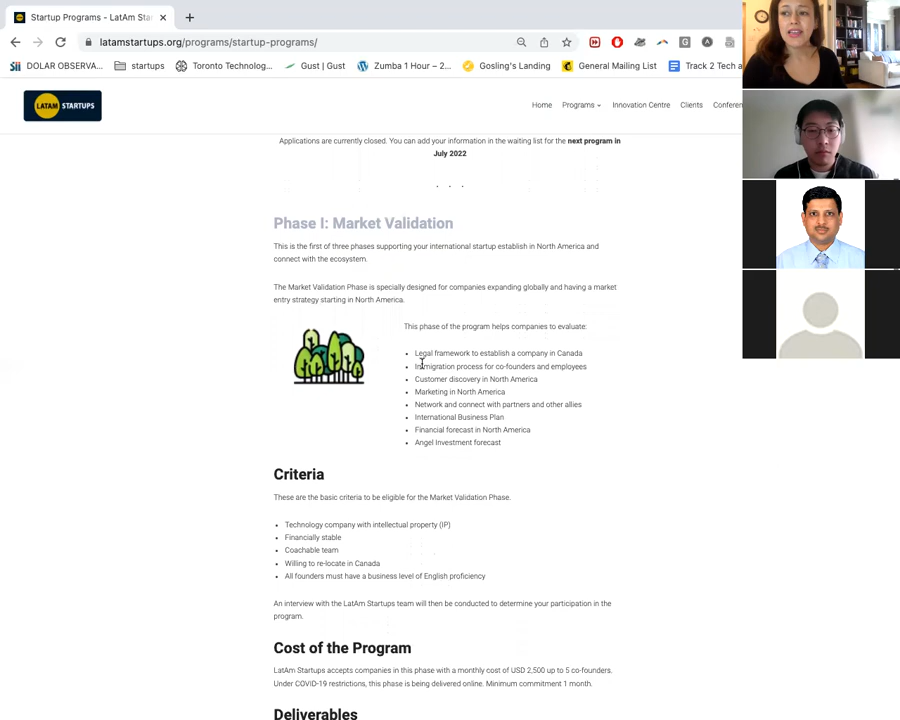 Startup Programs - LatAm Sta
latamstartups.org/programs/startup-programs/
DOLAR OBSERVA... startups Toronto Technolog... Gust | Gust Zumba 1 Hour – 2... Gosling's Landing General Mailing List Track 2 Tech a
LATAM STARTUPS
Home Programs Innovation Centre Clients Conferen
Applications are currently closed. You can add your information in the waiting list for the next program in
July 2022
. . .
Phase I: Market Validation
This is the first of three phases supporting your international startup establish in North America and
connect with the ecosystem.
The Market Validation Phase is specially designed for companies expanding globally and having a market
entry strategy starting in North America.
This phase of the program helps companies to evaluate:
• Legal framework to establish a company in Canada
• Immigration process for co-founders and employees
• Customer discovery in North America
• Marketing in North America
• Network and connect with partners and other allies
• International Business Plan
• Financial forecast in North America
• Angel Investment forecast
Criteria
These are the basic criteria to be eligible for the Market Validation Phase.
• Technology company with intellectual property (IP)
• Financially stable
• Coachable team
• Willing to re-locate in Canada
• All founders must have a business level of English proficiency
An interview with the LatAm Startups team will then be conducted to determine your participation in the
program.
Cost of the Program
LatAm Startups accepts companies in this phase with a monthly cost of USD 2,500 up to 5 co-founders.
Under COVID-19 restrictions, this phase is being delivered online. Minimum commitment 1 month.
Deliverables